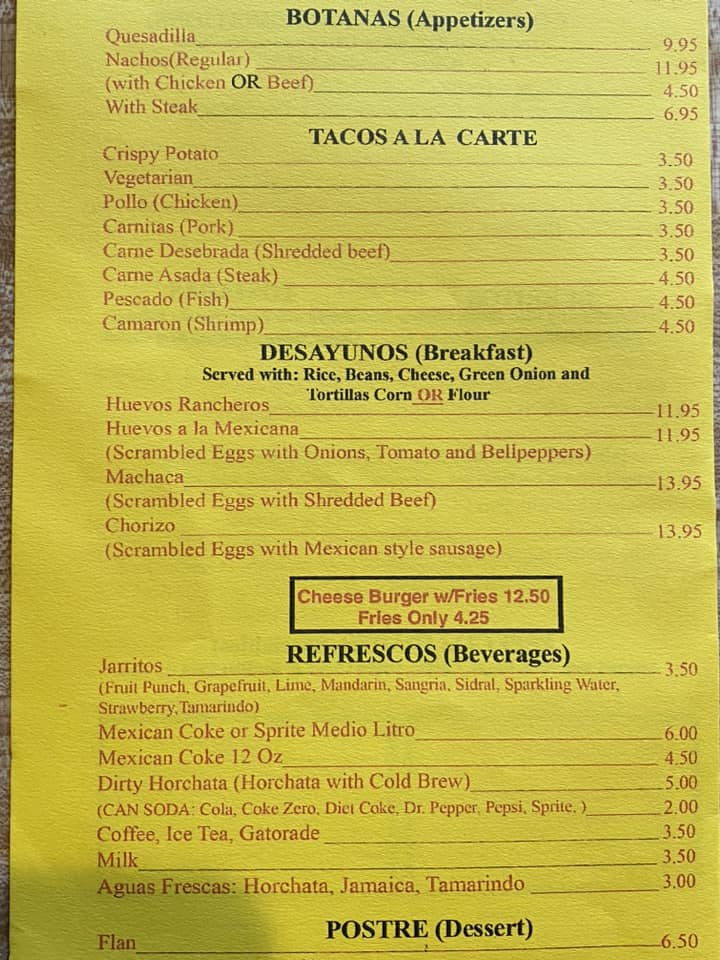 BOTANAS (Appetizers)
Quesadilla 9.95
Nachos(Regular) 11.95
(with Chicken OR Beef) 4.50
With Steak 6.95
TACOS A LA CARTE
Crispy Potato 3.50
Vegetarian 3.50
Pollo (Chicken) 3.50
Carnitas (Pork) 3.50
Carne Desebrada (Shredded beef) 3.50
Carne Asada (Steak) 4.50
Pescado (Fish) 4.50
Camaron (Shrimp) 4.50
DESAYUNOS (Breakfast)
Served with: Rice, Beans, Cheese, Green Onion and
Tortillas Corn OR Flour
Huevos Rancheros 11.95
Huevos a la Mexicana 11.95
(Scrambled Eggs with Onions, Tomato and Bellpeppers)
Machaca 13.95
(Scrambled Eggs with Shredded Beef)
Chorizo 13.95
(Scrambled Eggs with Mexican style sausage)
Cheese Burger w/Fries 12.50
Fries Only 4.25
REFRESCOS (Beverages)
Jarritos 3.50
(Fruit Punch, Grapefruit, Lime, Mandarin, Sangria, Sidral, Sparkling Water,
Strawberry, Tamarindo)
Mexican Coke or Sprite Medio Litro 6.00
Mexican Coke 12 Oz 4.50
Dirty Horchata (Horchata with Cold Brew) 5.00
(CAN SODA: Cola, Coke Zero, Diet Coke, Dr. Pepper, Pepsi, Sprite. ) 2.00
Coffee, Ice Tea, Gatorade 3.50
Milk 3.50
Aguas Frescas: Horchata, Jamaica, Tamarindo 3.00
POSTRE (Dessert)
Flan 6.50